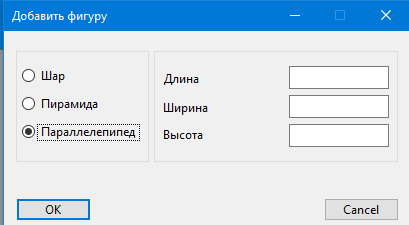 Добавить фигуру
Шар
Пирамида
Параллелепипед
Длина
Ширина
Высота
OK
Cancel